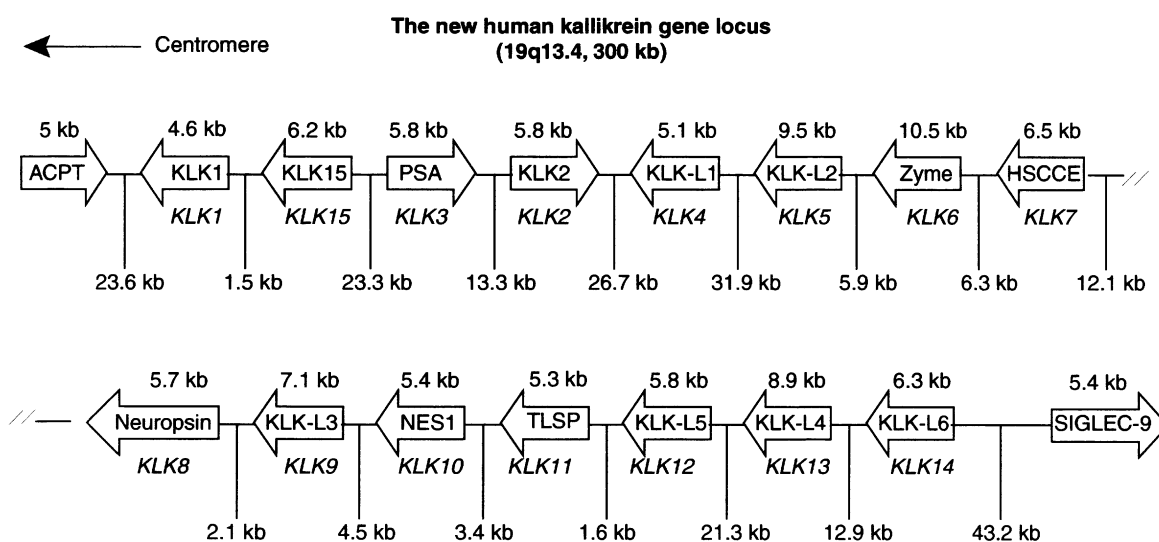 The new human kallikrein gene locus
(19q13.4, 300 kb)
Centromere
5 kb 4.6 kb 6.2 kb 5.8 kb 5.8 kb 5.1 kb 9.5 kb 10.5 kb 6.5 kb
ACPT KLK1 KLK15 PSA KLK2 KLK-L1 KLK-L2 Zyme HSCCE
KLK1 KLK15 KLK3 KLK2 KLK4 KLK5 KLK6 KLK7
23.6 kb 1.5 kb 23.3 kb 13.3 kb 26.7 kb 31.9 kb 5.9 kb 6.3 kb 12.1 kb
5.7 kb 7.1 kb 5.4 kb 5.3 kb 5.8 kb 8.9 kb 6.3 kb 5.4 kb
Neuropsin KLK-L3 NES1 TLSP KLK-L5 KLK-L4 KLK-L6 SIGLEC-9
KLK8 KLK9 KLK10 KLK11 KLK12 KLK13 KLK14
2.1 kb 4.5 kb 3.4 kb 1.6 kb 21.3 kb 12.9 kb 43.2 kb